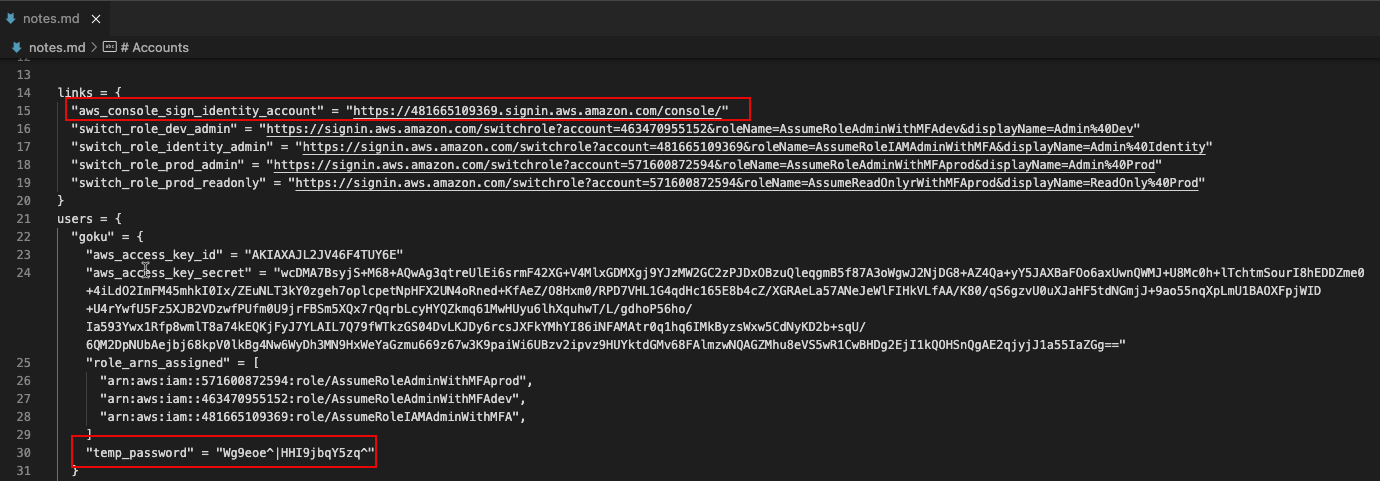 notes.md
notes.md > # Accounts
13
14 links = {
15 "aws_console_sign_identity_account" = "https://481665109369.signin.aws.amazon.com/console/"
16 "switch_role_dev_admin" = "https://signin.aws.amazon.com/switchrole?account=463470955152&roleName=AssumeRoleAdminWithMFAdev&displayName=Admin%40Dev"
17 "switch_role_identity_admin" = "https://signin.aws.amazon.com/switchrole?account=481665109369&roleName=AssumeRoleIAMAdminWithMFA&displayName=Admin%40Identity"
18 "switch_role_prod_admin" = "https://signin.aws.amazon.com/switchrole?account=571600872594&roleName=AssumeRoleAdminWithMFAprod&displayName=Admin%40Prod"
19 "switch_role_prod_readonly" = "https://signin.aws.amazon.com/switchrole?account=571600872594&roleName=AssumeReadOnlyrWithMFAprod&displayName=ReadOnly%40Prod"
20 }
21 users = {
22 "goku" = {
23 "aws_access_key_id" = "AKIAXAJL2JV46F4TUY6E"
24 "aws_access_key_secret" = "wcDMA7BsyjS+M68+AQwAg3qtreUlEi6srmF42XG+V4MlxGDMXgj9YJzMW2GC2zPJDxOBzuQleqgmB5f87A3oWgwJ2NjDG8+AZ4Qa+yY5JAXBaFOo6axUwnQWMJ+U8Mc0h+lTchtmSourI8hEDDZme0
+4iLdO2ImFM45mhkI0Ix/ZEuNLT3kY0zgeh7oplcpetNpHFX2UN4oRned+KfAeZ/O8Hxm0/RPD7VHL1G4qdHc165E8b4cZ/XGRAeLa57ANeJeWlFIHkVLfAA/K80/qS6gzvU0uXJaHF5tdNGmjJ+9ao55nqXpLmU1BAOXFpjWID
+U4rYwfU5Fz5XJB2VDzwfPUfm0U9jrFBSm5XQx7rQqrbLcyHYQZkmq61MwHUyu6lhXquhwT/L/gdhoP56ho/
Ia593Ywx1Rfp8wmlT8a74kEQKjFyJ7YLAIL7Q79fWTkzGS04DvLKJDy6rcsJXFkYMhYI86iNFAMAtr0q1hq6IMkByzsWxw5CdNyKD2b+sqU/
6QM2DpNUbAejbj68kpV0lkBg4Nw6WyDh3MN9HxWeYaGzmu669z67w3K9paiWi6UBzv2ipvz9HUYktdGMv68FAlmzwNQAGZMhu8eVS5wR1CwBHDg2EjI1kQOHSnQgAE2qjyjJ1a55IaZGg=="
25 "role_arns_assigned" = [
26 "arn:aws:iam::571600872594:role/AssumeRoleAdminWithMFAprod",
27 "arn:aws:iam::463470955152:role/AssumeRoleAdminWithMFAdev",
28 "arn:aws:iam::481665109369:role/AssumeRoleIAMAdminWithMFA",
29 ]
30 "temp_password" = "Wg9eoe^|HHI9jbqY5zq^"
31 }